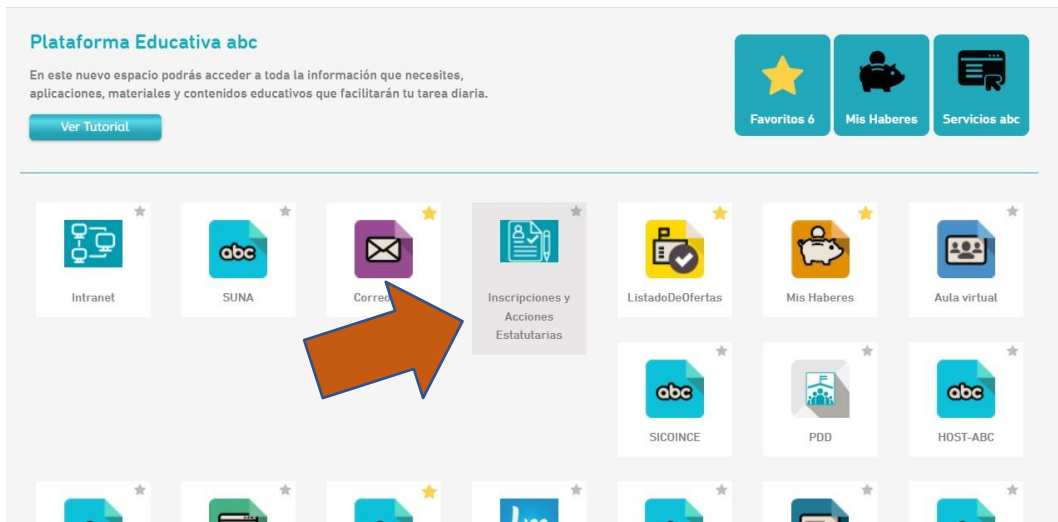 Plataforma Educativa abc
En este nuevo espacio podrás acceder a toda la información que necesites,
aplicaciones, materiales y contenidos educativos que facilitarán tu tarea diaria.
Ver Tutorial
Favoritos 6
Mis Haberes
Servicios abc
abc
Intranet
SUNA
Corre
Inscripciones y
Acciones
Estatutarias
ListadoDeOfertas
Mis Haberes
Aula virtual
abc
abc
SICOINCE
PDD
HOST-ABC